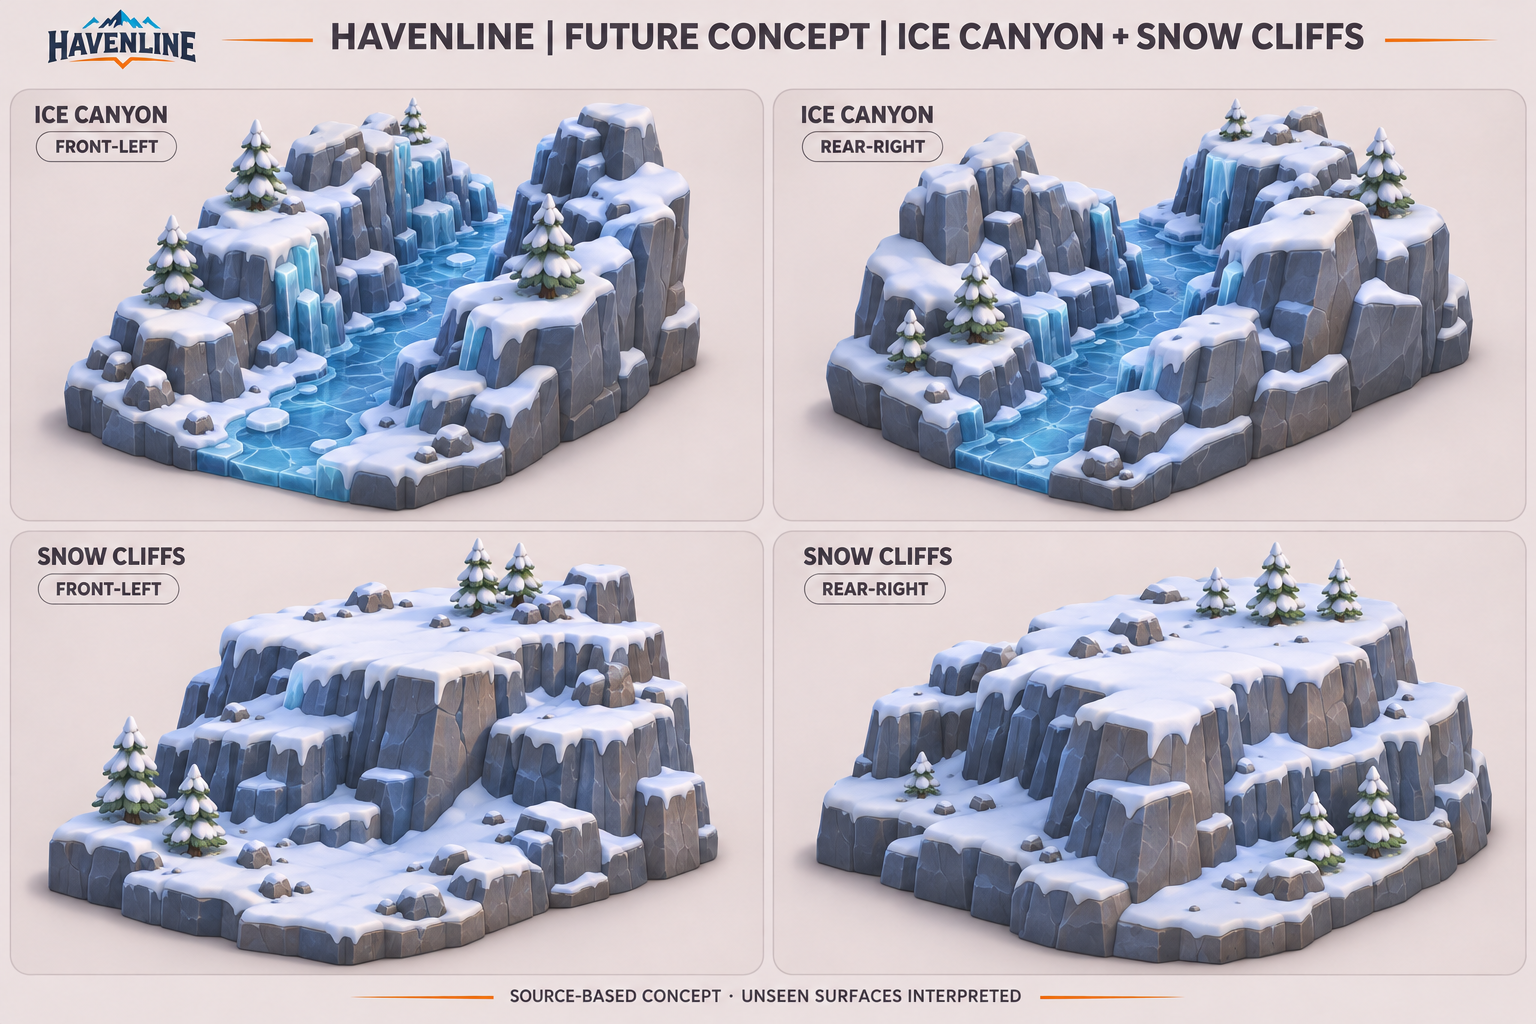 HAVENLINE
HAVENLINE | FUTURE CONCEPT | ICE CANYON + SNOW CLIFFS
ICE CANYON
FRONT-LEFT
ICE CANYON
REAR-RIGHT
SNOW CLIFFS
FRONT-LEFT
SNOW CLIFFS
REAR-RIGHT
SOURCE-BASED CONCEPT · UNSEEN SURFACES INTERPRETED